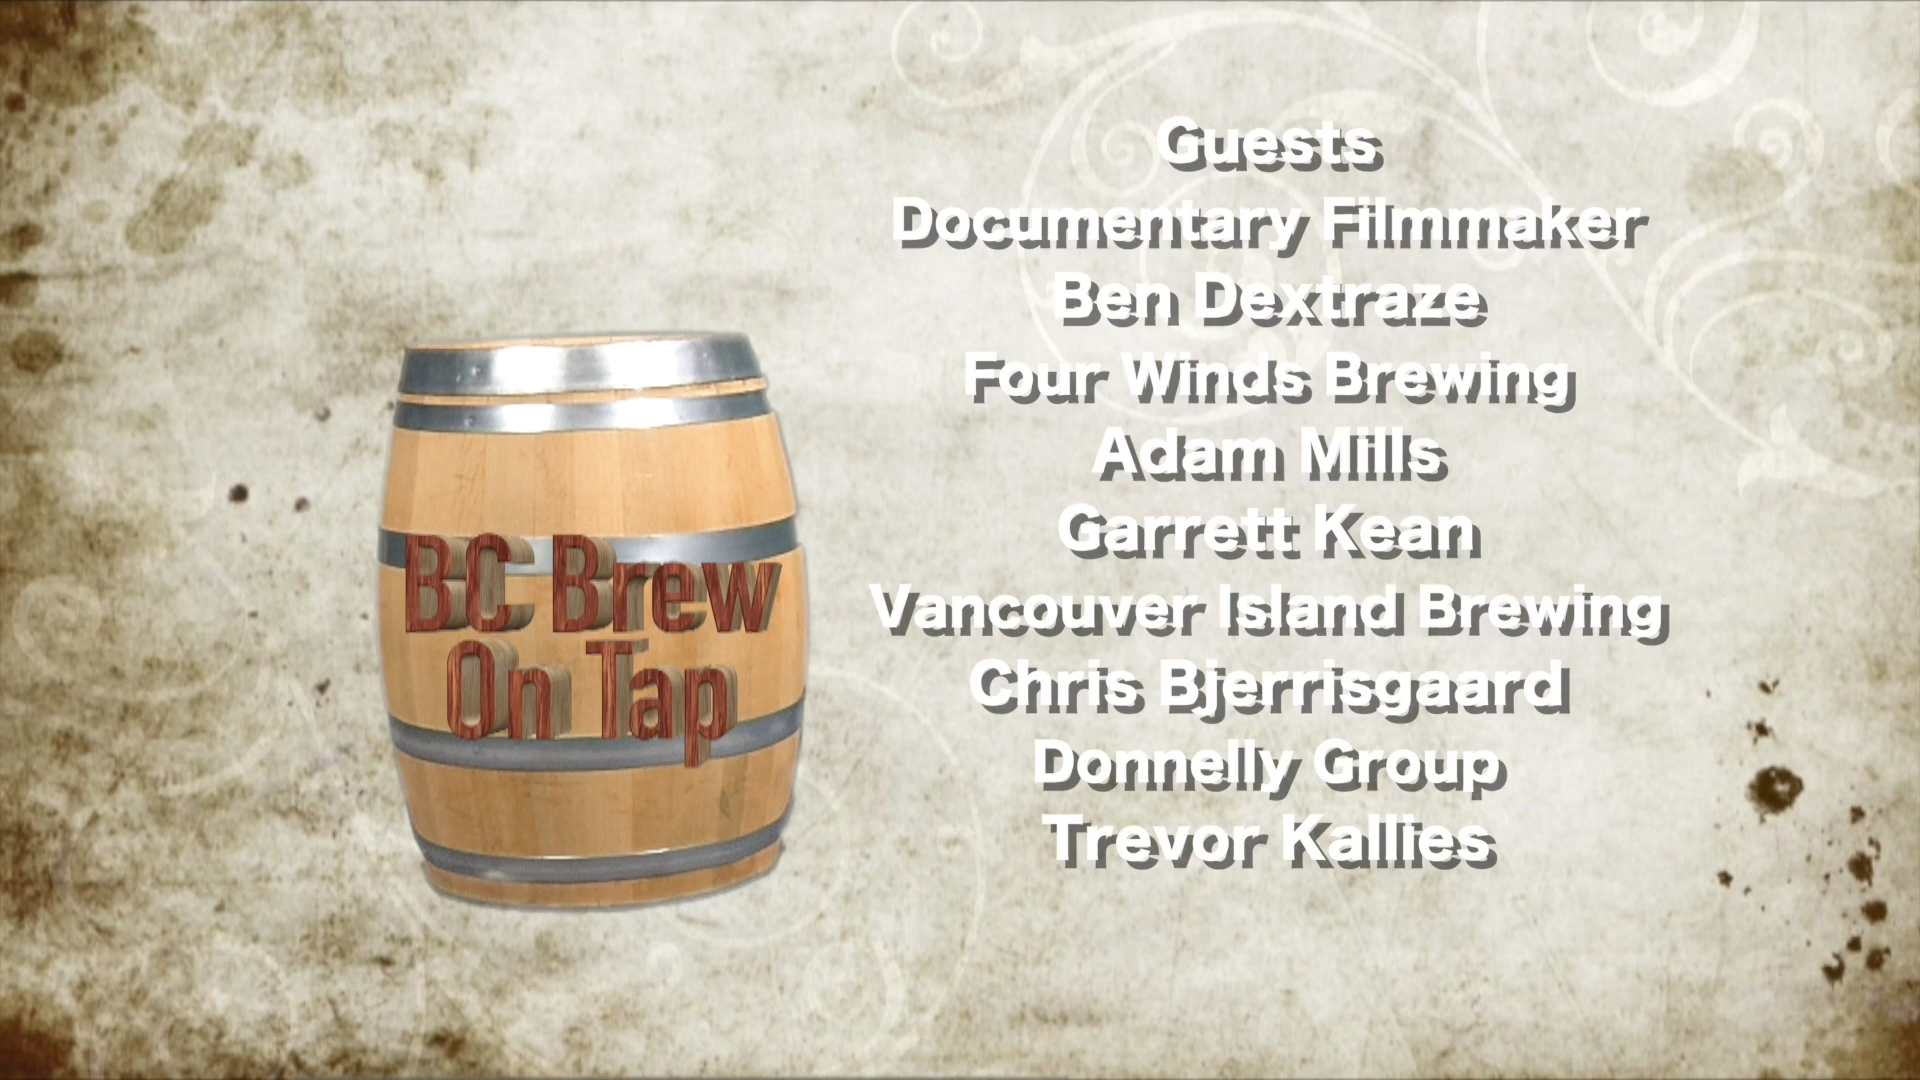 BC Brew
On Tap
Guests
Documentary Filmmaker
Ben Dextraze
Four Winds Brewing
Adam Mills
Garrett Kean
Vancouver Island Brewing
Chris Bjerrisgaard
Donnelly Group
Trevor Kallies